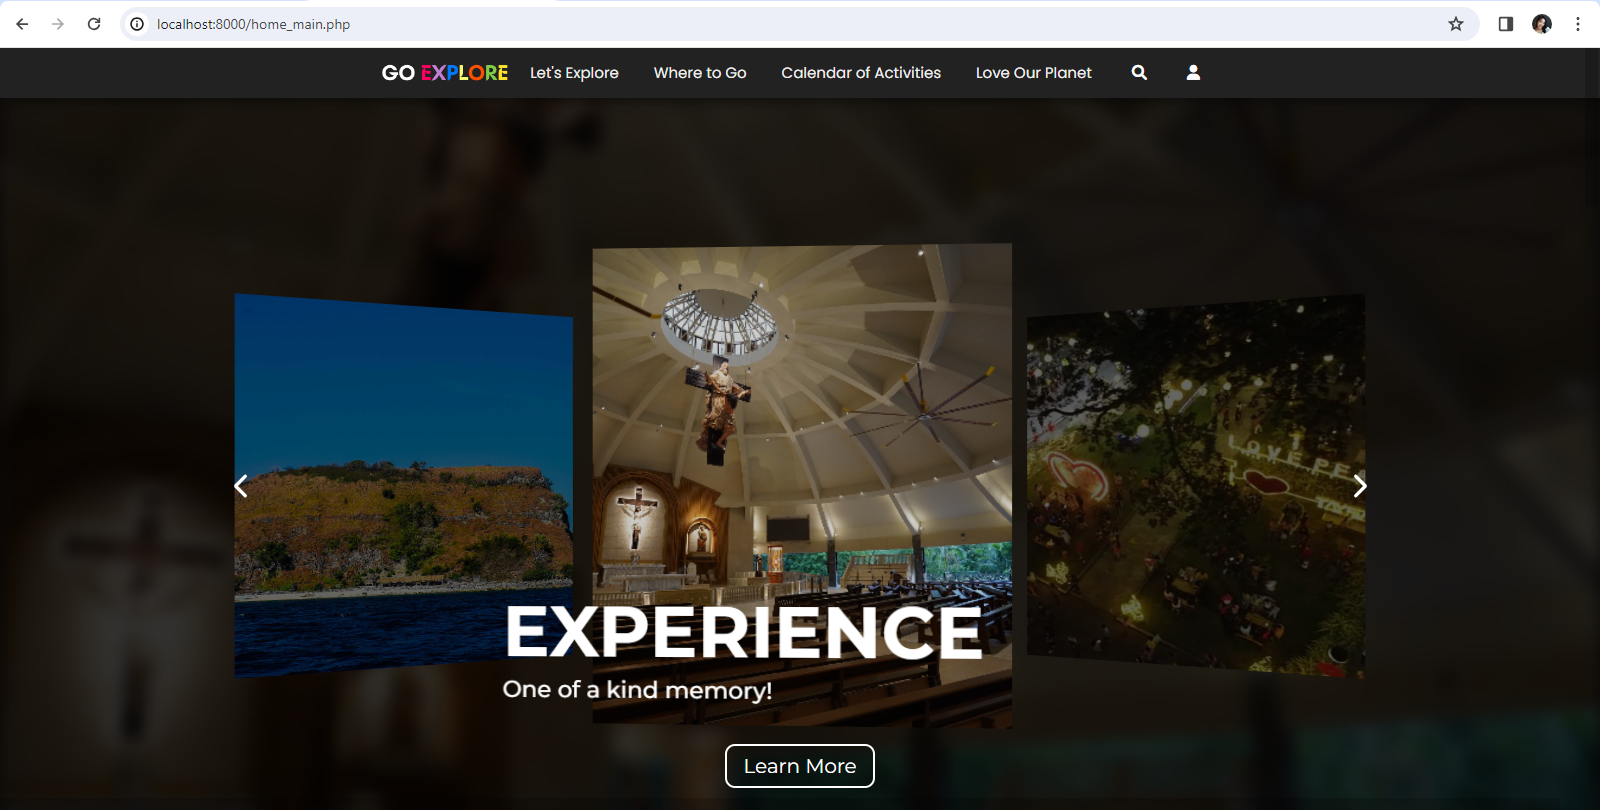 localhost:8000/home_main.php
GO EXPLORE Let's Explore Where to Go Calendar of Activities Love Our Planet
I
LOVE PE
EXPERIENCE
One of a kind memory!
Learn More